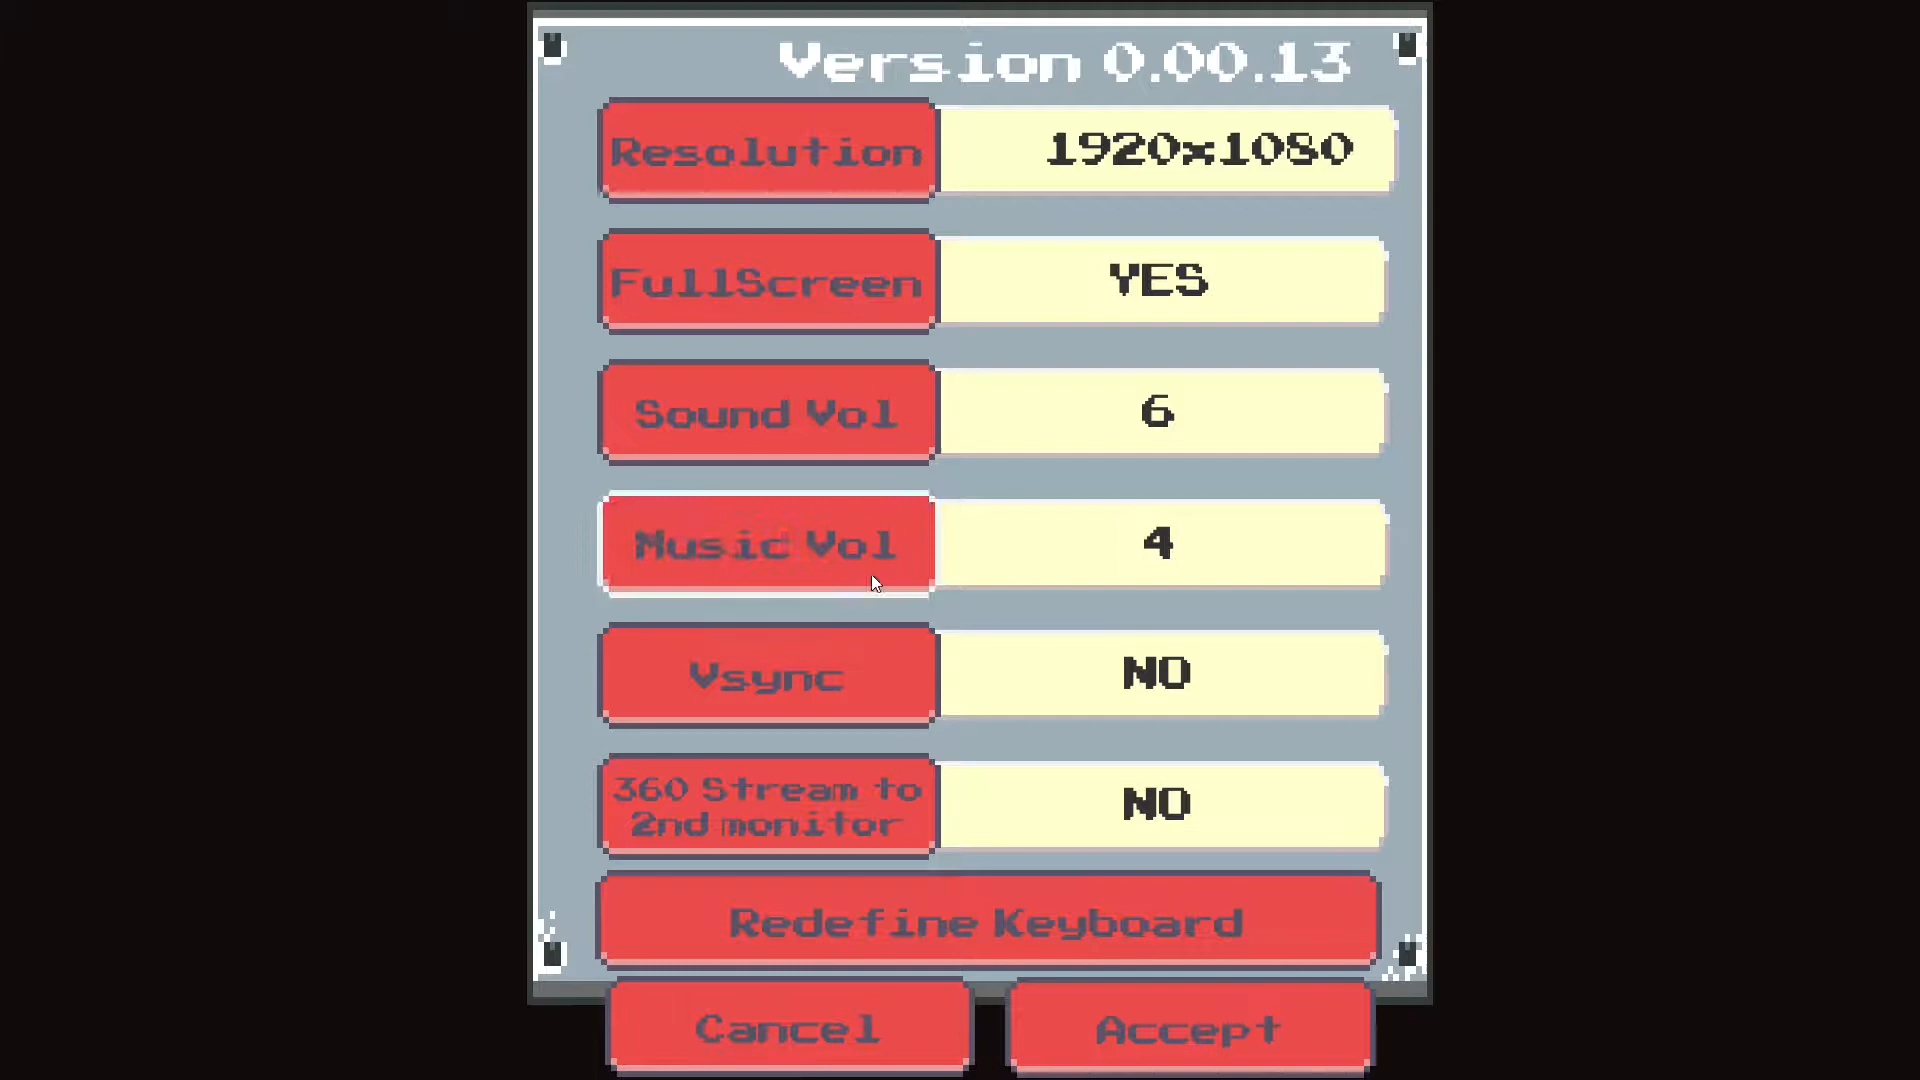 Version 0.00.13
Resolution 1920x1080
FullScreen YES
Sound Vol 6
Music Vol 4
Vsync NO
360 Stream to
2nd monitor NO
Redefine Keyboard
Cancel Accept